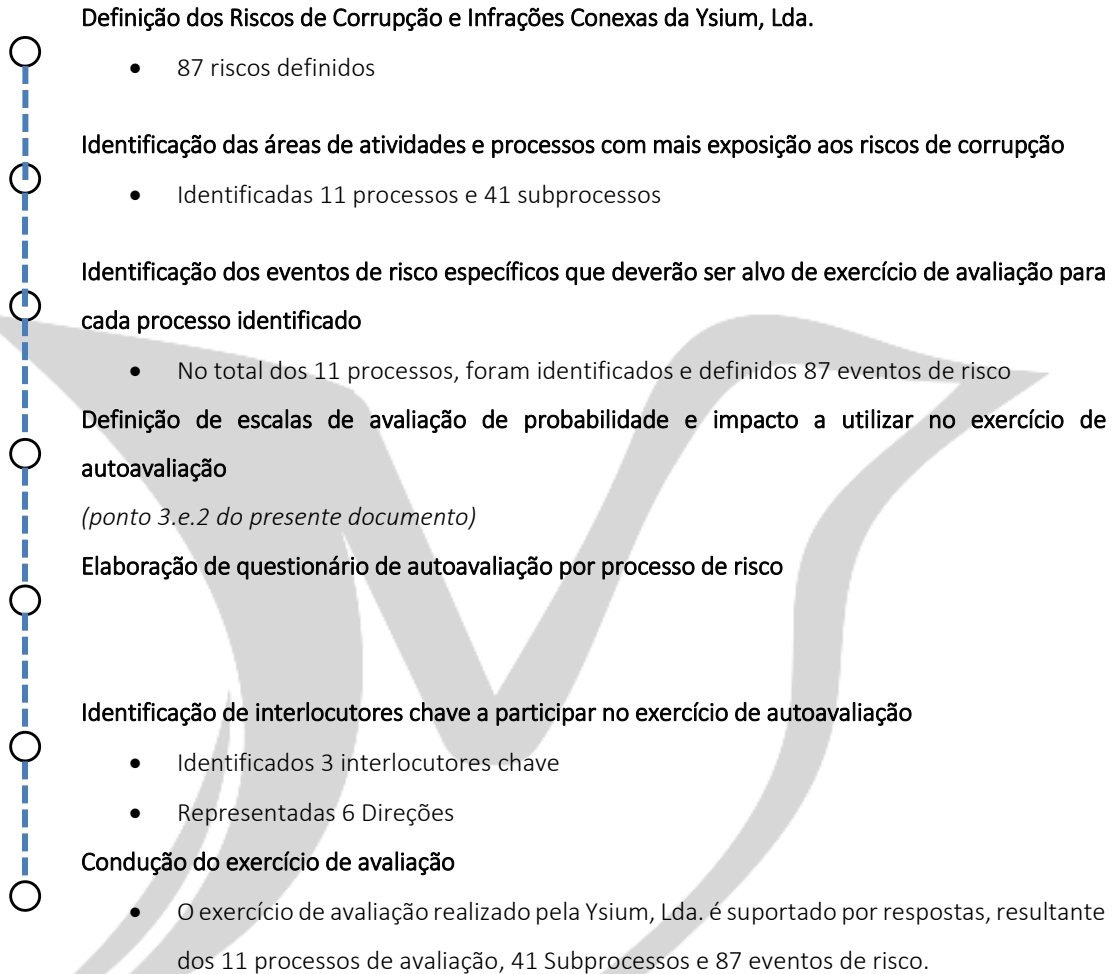 Definição dos Riscos de Corrupção e Infrações Conexas da Ysium, Lda.
• 87 riscos definidos
Identificação das áreas de atividades e processos com mais exposição aos riscos de corrupção
• Identificadas 11 processos e 41 subprocessos
Identificação dos eventos de risco específicos que deverão ser alvo de exercício de avaliação para
cada processo identificado
• No total dos 11 processos, foram identificados e definidos 87 eventos de risco
Definição de escalas de avaliação de probabilidade e impacto a utilizar no exercício de
autoavaliação
(ponto 3.e.2 do presente documento)
Elaboração de questionário de autoavaliação por processo de risco
Identificação de interlocutores chave a participar no exercício de autoavaliação
• Identificados 3 interlocutores chave
• Representadas 6 Direções
Condução do exercício de avaliação
• O exercício de avaliação realizado pela Ysium, Lda. é suportado por respostas, resultante
dos 11 processos de avaliação, 41 Subprocessos e 87 eventos de risco.